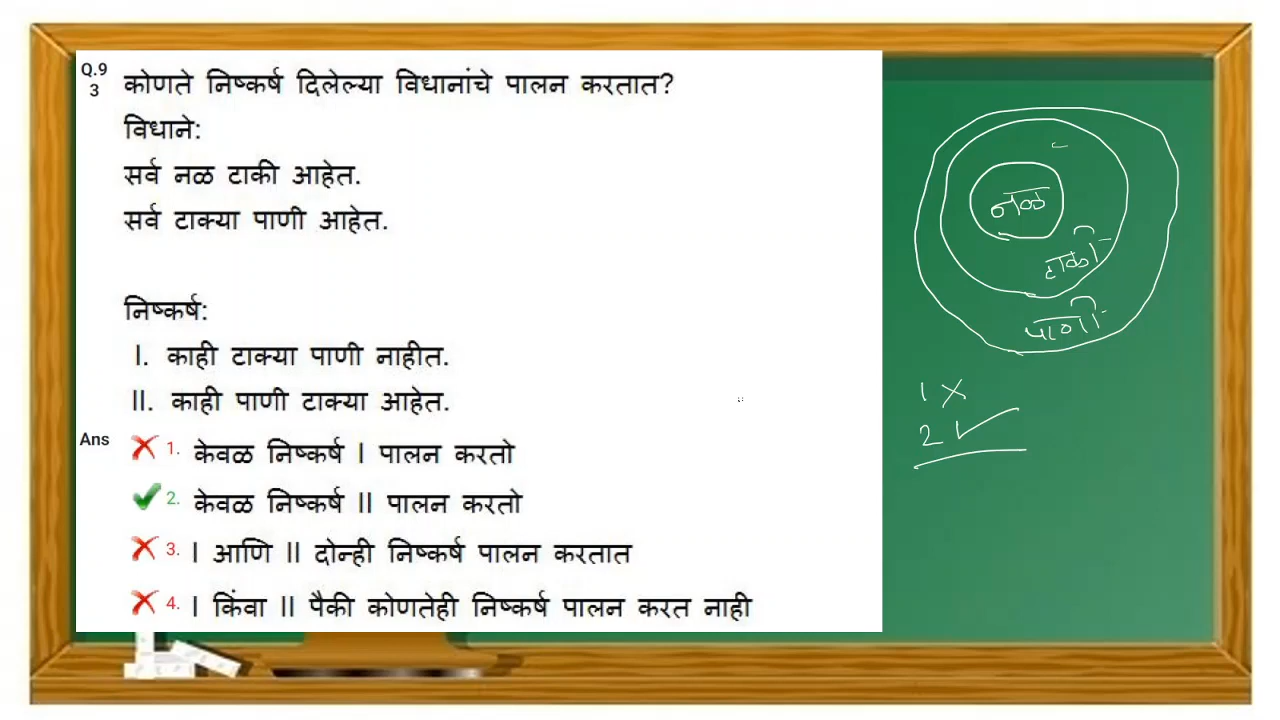 Q.9
3
कोणते निष्कर्ष दिलेल्या विधानांचे पालन करतात?
विधाने:
सर्व नळ टाकी आहेत.
सर्व टाक्या पाणी आहेत.
निष्कर्ष:
I. काही टाक्या पाणी नाहीत.
II. काही पाणी टाक्या आहेत.
Ans
1. केवळ निष्कर्ष I पालन करतो
2. केवळ निष्कर्ष II पालन करतो
3. I आणि II दोन्ही निष्कर्ष पालन करतात
4. I किंवा II पैकी कोणतेही निष्कर्ष पालन करत नाही
नळ
टाकी
पाणी
1 ×
2 ✓